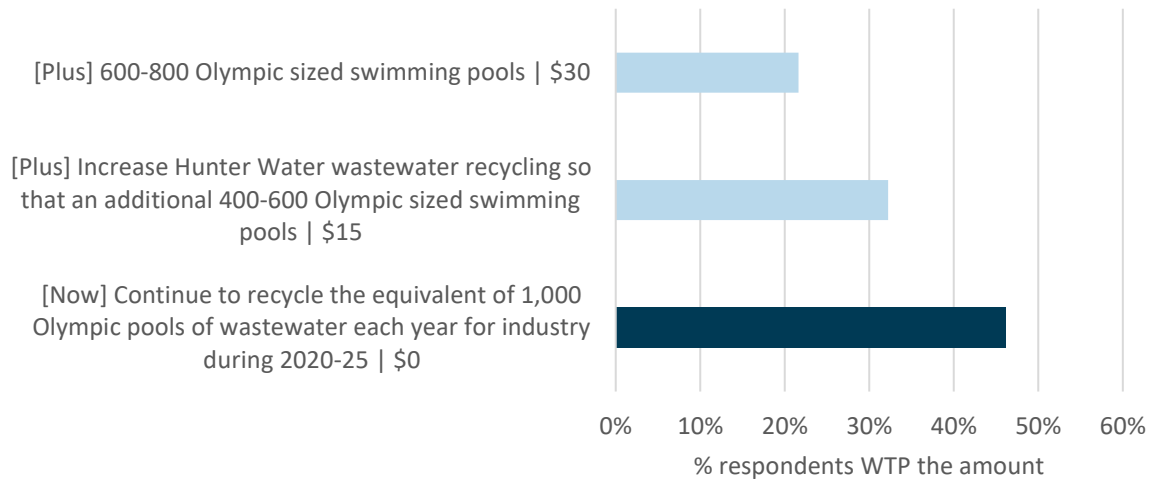 [Plus] 600-800 Olympic sized swimming pools | $30
[Plus] Increase Hunter Water wastewater recycling so
that an additional 400-600 Olympic sized swimming
pools | $15
[Now] Continue to recycle the equivalent of 1,000
Olympic pools of wastewater each year for industry
during 2020-25 | $0
0% 10% 20% 30% 40% 50% 60%
% respondents WTP the amount